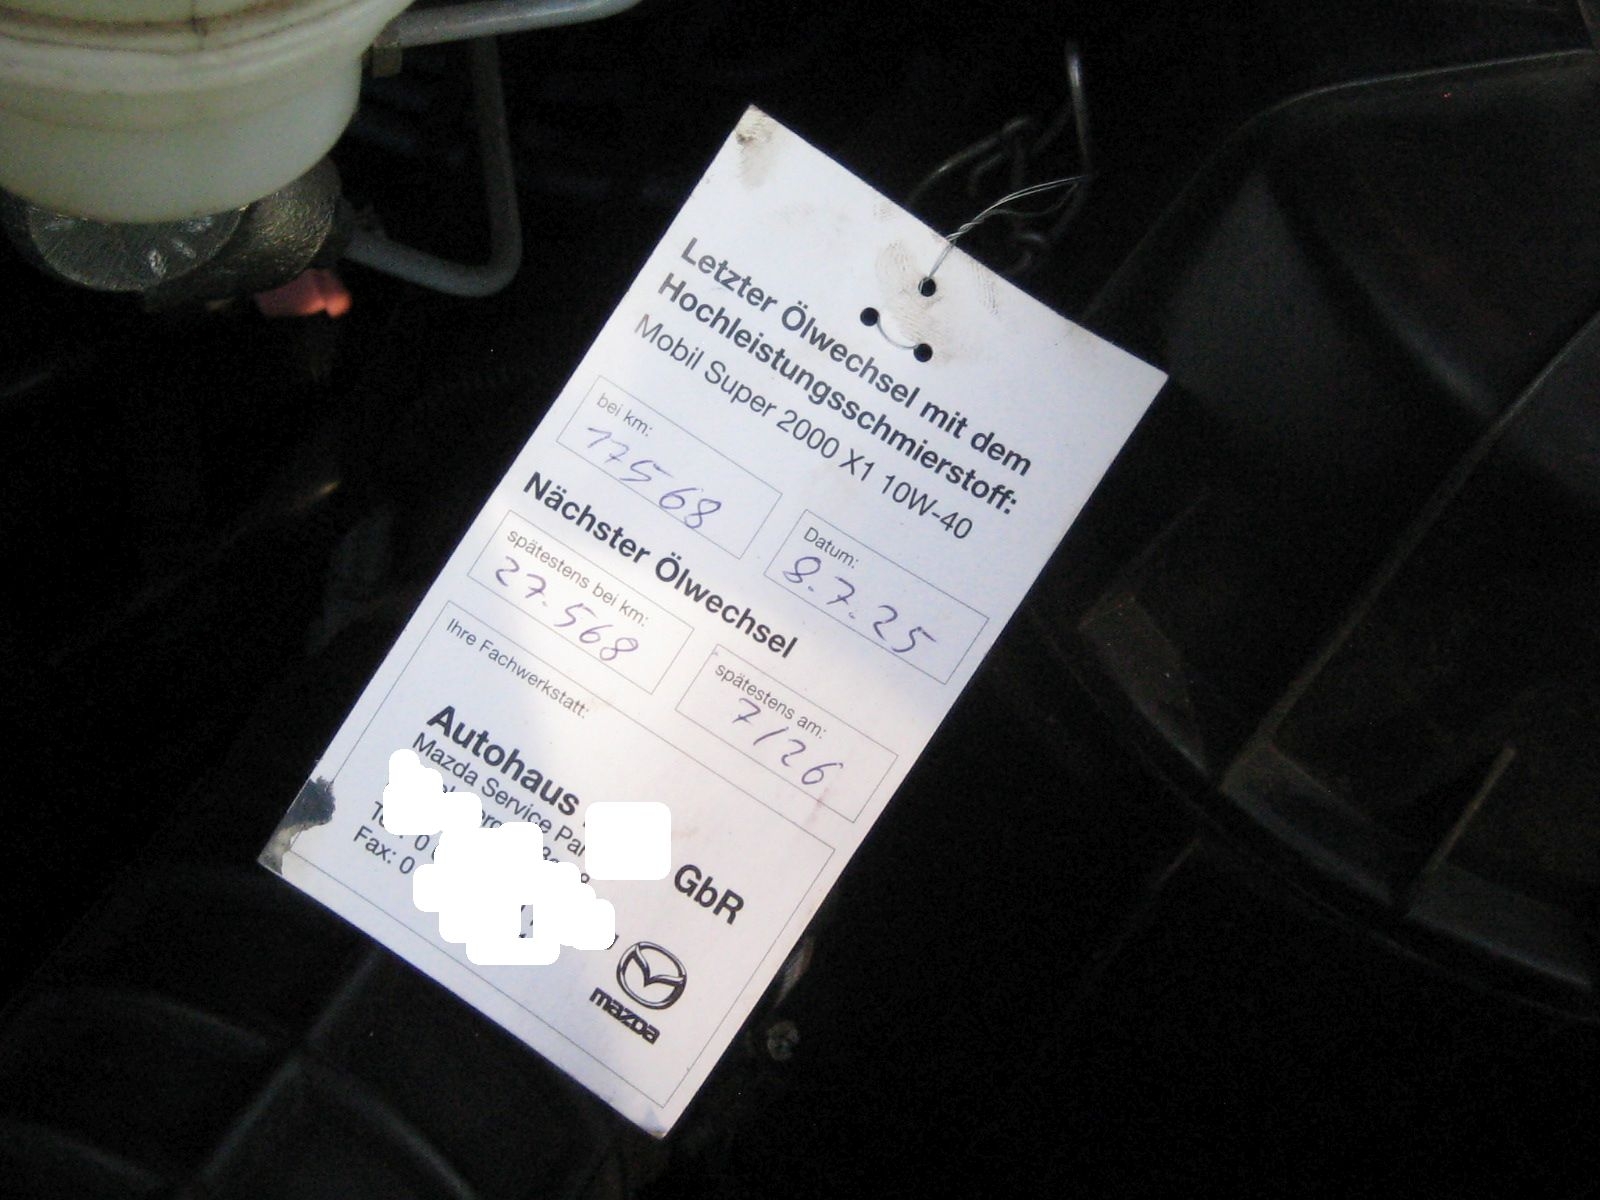 Letzter Ölwechsel mit dem
Hochleistungsschmierstoff:
Mobil Super 2000 X1 10W-40
bei km:
17568
Datum:
8.7.25
Nächster Ölwechsel
spätestens bei km:
27.568
spätestens am:
7/26
Ihre Fachwerkstatt:
Autohaus GbR
Mazda Service
Fax: 0
mazda